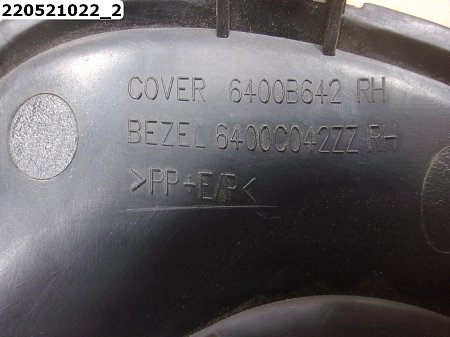 220521022_2
COVER 6400B642 RH
BEZEL 6400C042ZZ RH
>PP+E/P<